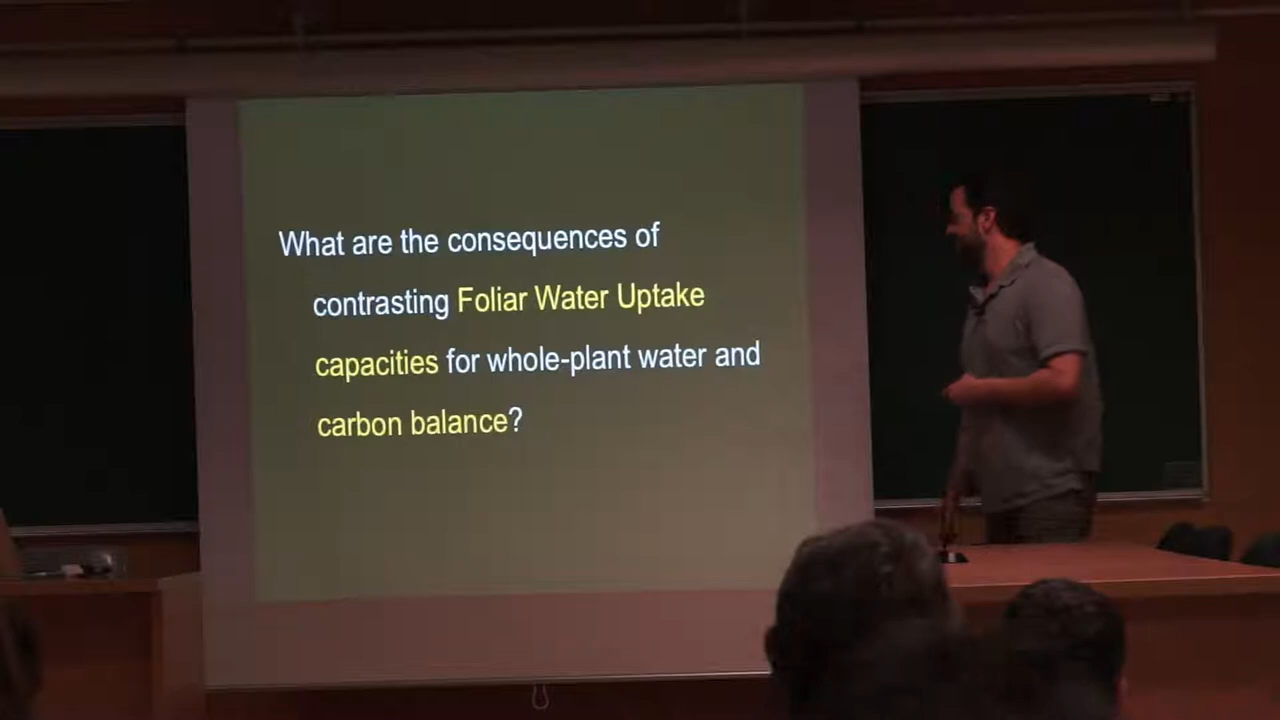 What are the consequences of
contrasting Foliar Water Uptake
capacities for whole-plant water and
carbon balance?